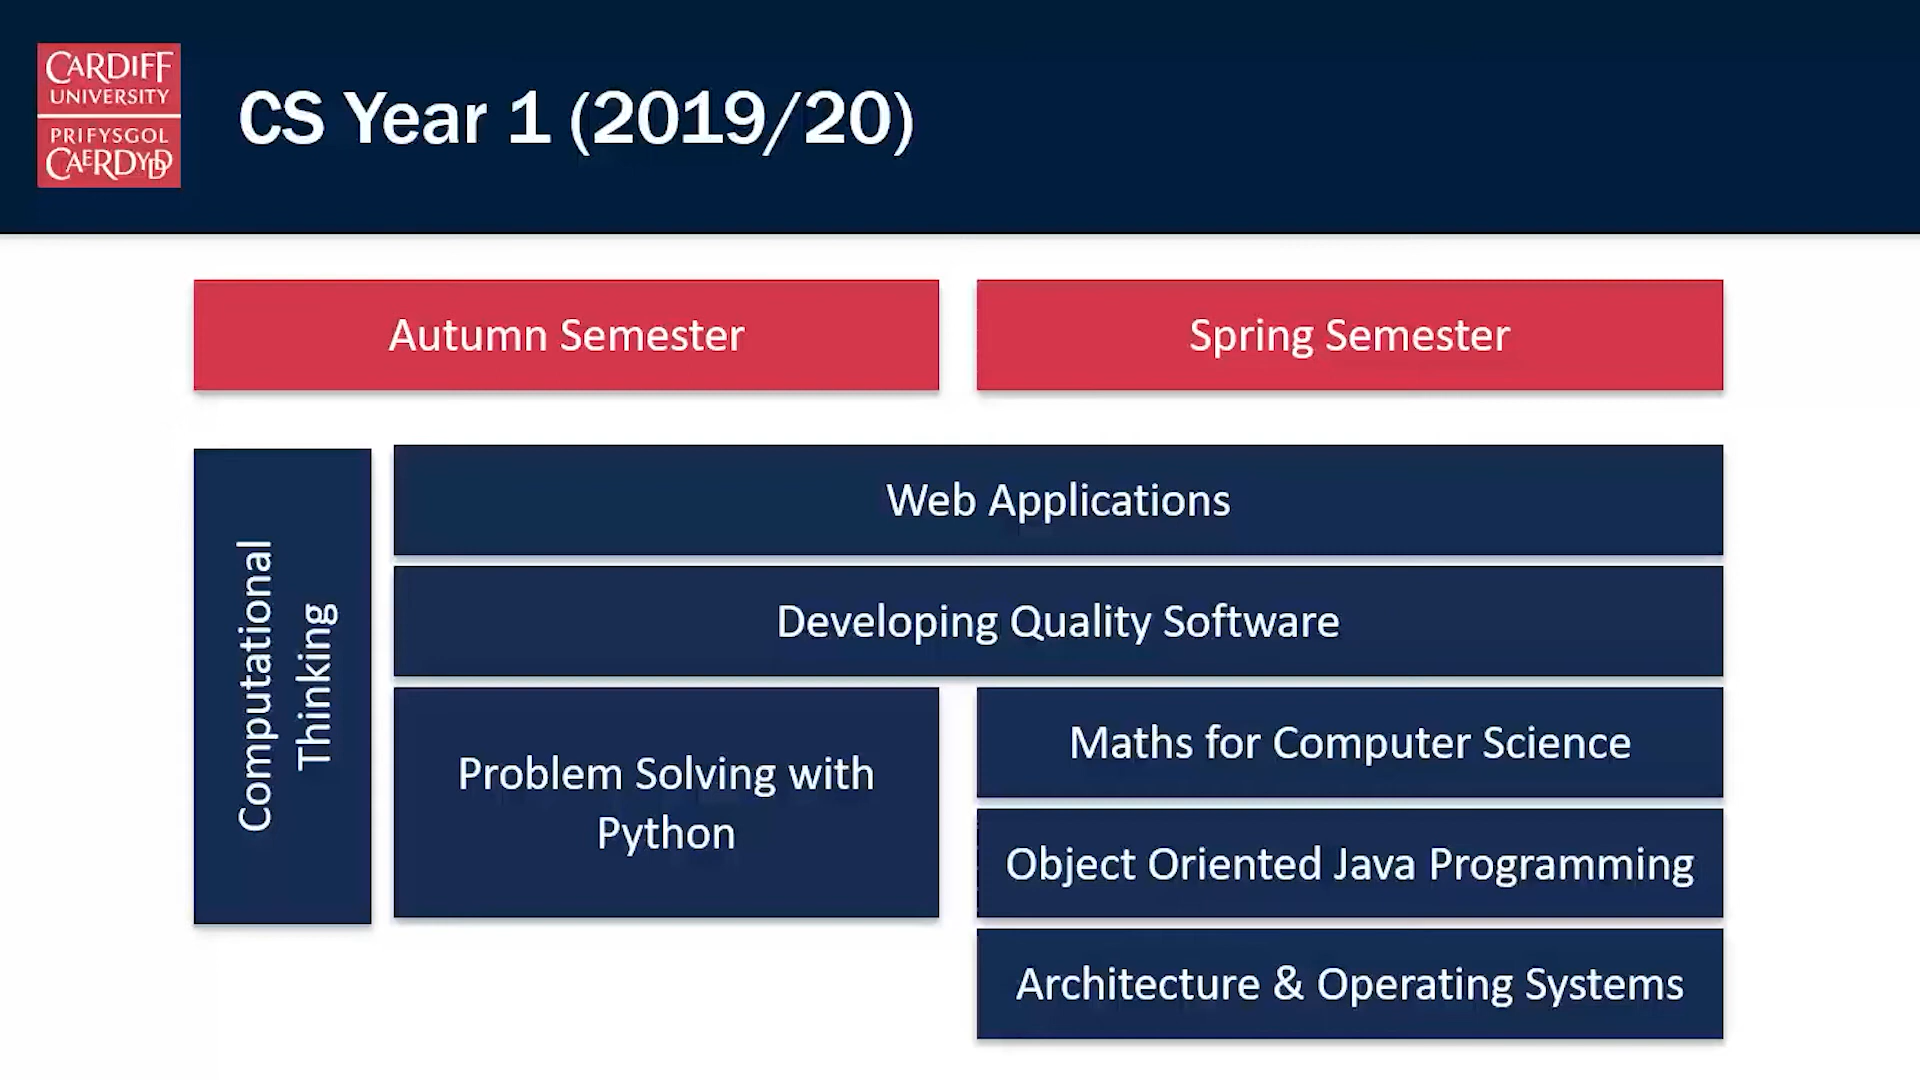 CARDIFF
UNIVERSITY
PRIFYSGOL
CAERDYDD
CS Year 1 (2019/20)
Autumn Semester
Spring Semester
Computational
Thinking
Web Applications
Developing Quality Software
Problem Solving with
Python
Maths for Computer Science
Object Oriented Java Programming
Architecture & Operating Systems